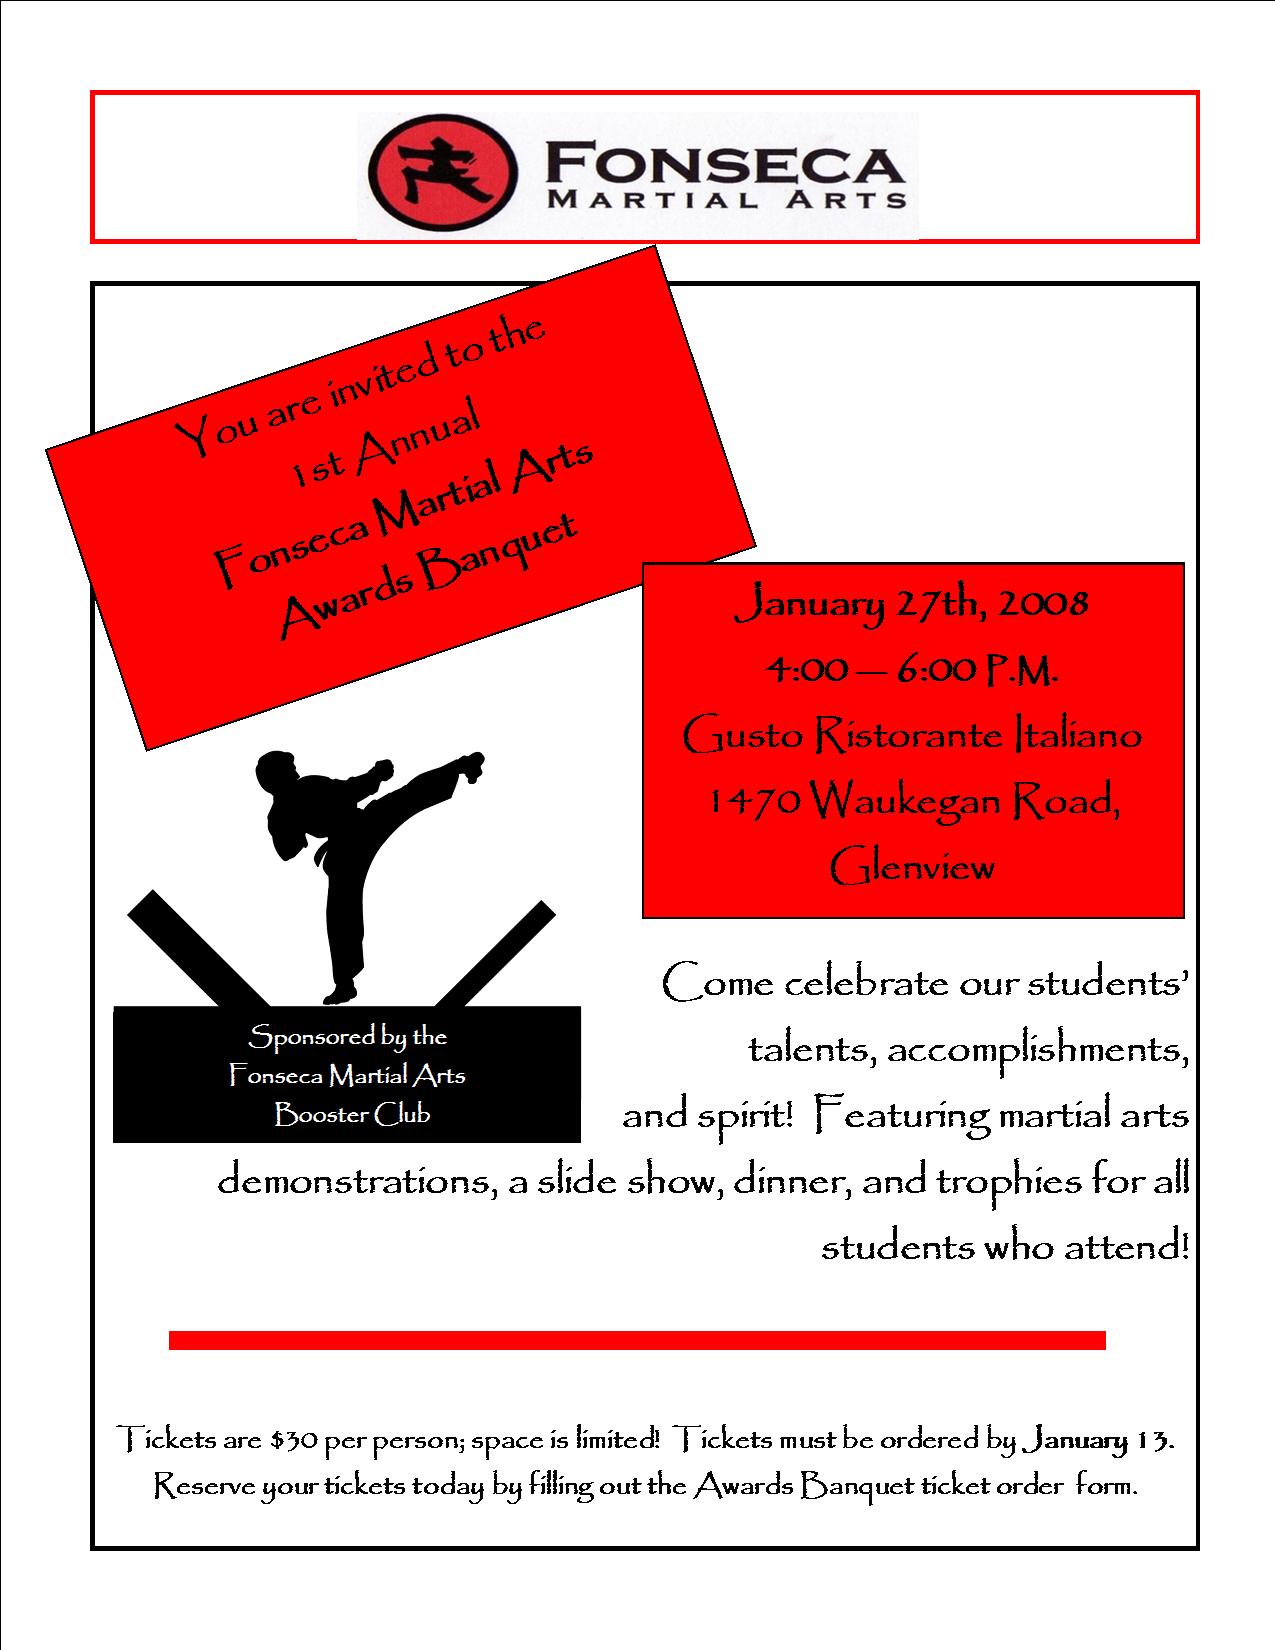 FONSECA
MARTIAL ARTS
You are invited to the
1st Annual
Fonseca Martial Arts
Awards Banquet
January 27th, 2008
4:00 — 6:00 P.M.
Gusto Ristorante Italiano
1470 Waukegan Road,
Glenview
Sponsored by the
Fonseca Martial Arts
Booster Club
Come celebrate our students’
talents, accomplishments,
and spirit!  Featuring martial arts
demonstrations, a slide show, dinner, and trophies for all
students who attend!
Tickets are $30 per person; space is limited!  Tickets must be ordered by January 13.
Reserve your tickets today by filling out the Awards Banquet ticket order  form.